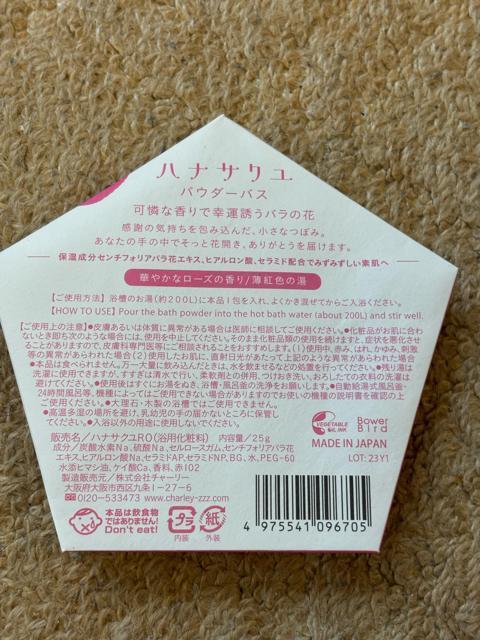 ハナサクユ
パウダーバス
可憐な香りで幸運誘うバラの花
感謝の気持ちを包み込んだ、小さなつぼみ。
あなたの手の中でそっと花開き、ありがとうを届けます。
保湿成分センチフォリアバラ花エキス、ヒアルロン酸、セラミド配合でみずみずしい素肌へ
華やかなローズの香り/薄紅色の湯
【ご使用方法】浴槽のお湯(約200L)に本品1包を入れ、よくかき混ぜてからご入浴ください。
【HOW TO USE】Pour the bath powder into the hot bath water (about 200L) and stir well.
【ご使用上の注意】●皮膚あるいは体質に異常がある場合は医師に相談してご使用ください。●化粧品がお肌に合わ
ないとき即ち次のような場合には、使用を中止してください。そのまま化粧品類の使用を続けますと、症状を悪化させ
ることがありますので、皮膚科専門医等にご相談されることをおすすめします。(1)使用中、赤み、はれ、かゆみ、刺激
等の異常があらわれた場合(2)使用したお肌に、直射日光があたって上記のような異常があらわれた場合
●本品は食べられません。万一大量に飲み込んだときは、水を飲ませるなどの処置を行ってください。●残り湯は
洗濯に使用できますが、すすぎは清水で行い、柔軟剤との併用、つけおき洗い、おろしたての衣料の洗濯は
避けてください。●使用後はすぐにお湯をぬき、浴槽・風呂釜の洗浄をお願いします。●自動給湯式風呂釜・
24時間風呂等、機種によってはご使用できない場合がありますのでお使いの機種の説明書を確認の上
ご使用ください。●大理石・木製の浴槽ではご使用できません。
●高温多湿の場所を避け、乳幼児の手の届かないところに保管し
てください。●入浴以外の用途に使用しないでください。
VEGETABLE OIL INK
Bower Bird
販売名/ハナサクユRO(浴用化粧料) 内容量/25g
MADE IN JAPAN
成分/炭酸水素Na、硫酸Na、セルロースガム、センチフォリアバラ花
LOT: 23Y1
エキス、ヒアルロン酸Na、セラミドAP、セラミドNP、BG、水、PEG-60
水添ヒマシ油、ケイ酸Ca、香料、赤102
製造販売元/株式会社チャーリー
大阪府大阪市西区九条1-27-6
0120-533473 www.charley-zzz.com
本品は飲食物
ではありません!
Don't eat!
プラ
内装
紙
外装
4 975541 096705